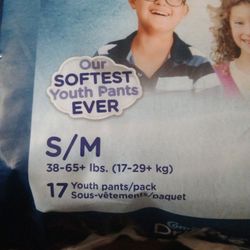 Our
SOFTEST
Youth Pants
EVER
S/M
38-65+ lbs. (17-29+ kg)
17 Youth pants/pack
Sous-vêtements/paquet